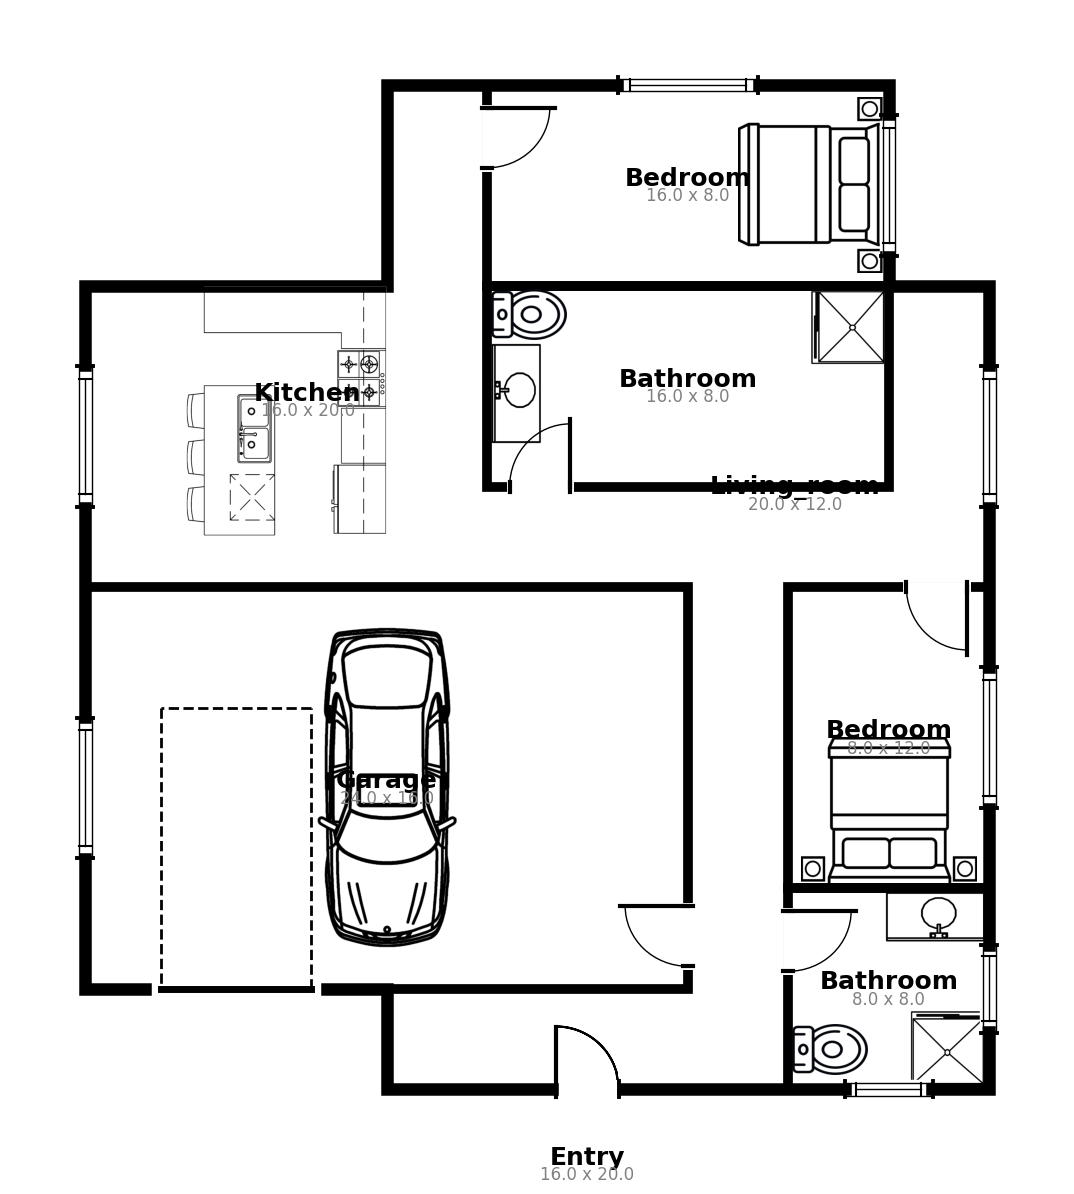 Bedroom
16.0 x 8.0
Bathroom
16.0 x 8.0
Kitchen
16.0 x 20.0
Living_room
20.0 x 12.0
Bedroom
8.0 x 12.0
Garage
24.0 x 16.0
Bathroom
8.0 x 8.0
Entry
16.0 x 20.0